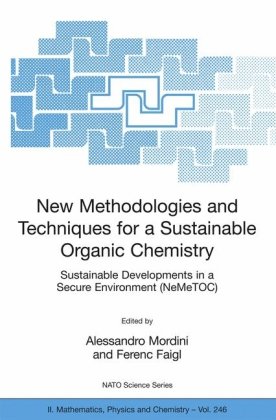 New Methodologies and
Techniques for a Sustainable
Organic Chemistry
Sustainable Developments in a
Secure Environment (NeMeTOC)
Edited by
Alessandro Mordini
and Ferenc Faigl
NATO Science Series
II. Mathematics, Physics and Chemistry – Vol. 246